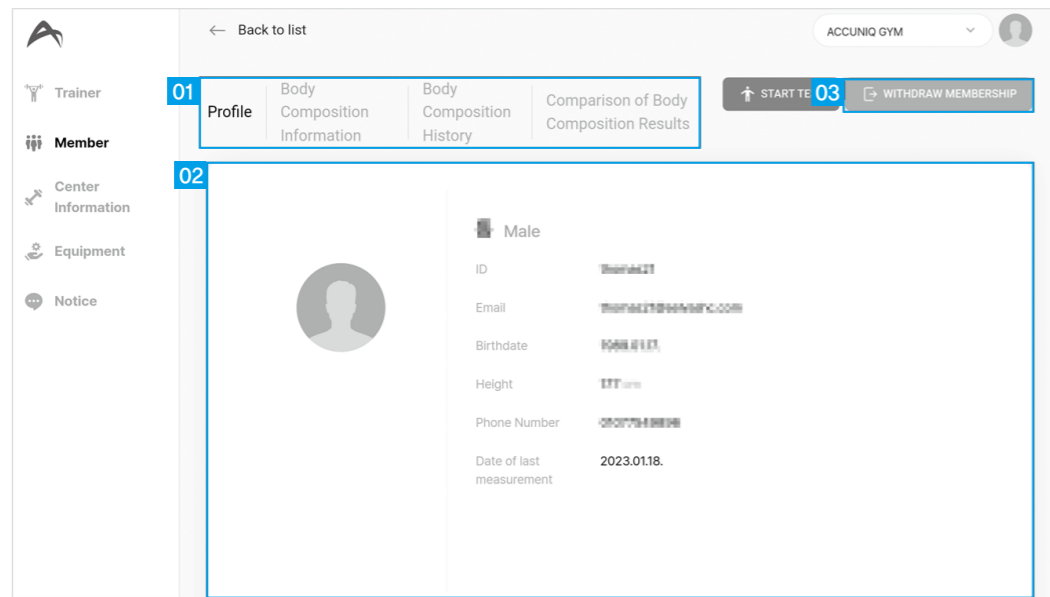 Back to list
ACCUNIQ GYM
Trainer
Member
Center
Information
Equipment
Notice
01
Profile
Body
Composition
Information
Body
Composition
History
Comparison of Body
Composition Results
START TE
03
WITHDRAW MEMBERSHIP
02
Male
ID
Email
Birthdate
Height
Phone Number
Date of last
measurement
2023.01.18.